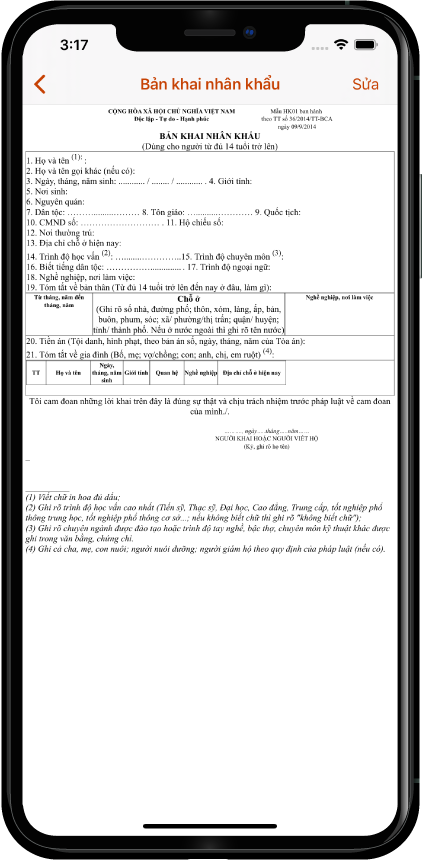 3:17
Bản khai nhân khẩu
Sửa
CỘNG HÒA XÃ HỘI CHỦ NGHĨA VIỆT NAM
Độc lập - Tự do - Hạnh phúc
Mẫu HK01 ban hành
theo TT số 36/2014/TT-BCA
ngày 09/9/2014
BẢN KHAI NHÂN KHẨU
(Dùng cho người từ đủ 14 tuổi trở lên)
1. Họ và tên (1): :
2. Họ và tên gọi khác (nếu có):
3. Ngày, tháng, năm sinh: ............ / ........ / ............ . 4. Giới tính:
5. Nơi sinh:
6. Nguyên quán:
7. Dân tộc: ………..………….. 8. Tôn giáo: …..…………….. 9. Quốc tịch:
10. CMND số: ………………………. . 11. Hộ chiếu số:
12. Nơi thường trú:
13. Địa chỉ chỗ ở hiện nay:
14. Trình độ học vấn (2): …..……………..15. Trình độ chuyên môn (3):
16. Biết tiếng dân tộc: ………..………….. . 17. Trình độ ngoại ngữ:
18. Nghề nghiệp, nơi làm việc:
19. Tóm tắt về bản thân (Từ đủ 14 tuổi trở lên đến nay ở đâu, làm gì):
Từ tháng, năm đến tháng, năm
Chỗ ở
(Ghi rõ số nhà, đường phố; thôn, xóm, làng, ấp, bản,
buôn, phum, sóc; xã/ phường/thị trấn; quận/ huyện;
tỉnh/ thành phố. Nếu ở nước ngoài thì ghi rõ tên nước)
Nghề nghiệp, nơi làm việc
20. Tiền án (Tội danh, hình phạt, theo bản án số, ngày, tháng, năm của Tòa án):
21. Tóm tắt về gia đình (Bố, mẹ; vợ/chồng; con; anh, chị, em ruột) (4):
TT
Họ và tên
Ngày, tháng, năm sinh
Giới tính
Quan hệ
Nghề nghiệp
Địa chỉ chỗ ở hiện nay
Tôi cam đoan những lời khai trên đây là đúng sự thật và chịu trách nhiệm trước pháp luật về cam đoan
của mình./.
………, ngày….tháng….năm……
NGƯỜI KHAI HOẶC NGƯỜI VIẾT HỘ
(Ký, ghi rõ họ tên)
(1) Viết chữ in hoa đủ dấu;
(2) Ghi rõ trình độ học vấn cao nhất (Tiến sỹ, Thạc sỹ, Đại học, Cao đẳng, Trung cấp, tốt nghiệp phổ
thông trung học, tốt nghiệp phổ thông cơ sở...; nếu không biết chữ thì ghi rõ "không biết chữ");
(3) Ghi rõ chuyên ngành được đào tạo hoặc trình độ tay nghề, bậc thợ, chuyên môn kỹ thuật khác được
ghi trong văn bằng, chứng chỉ.
(4) Ghi cả cha, mẹ, con nuôi; người nuôi dưỡng; người giám hộ theo quy định của pháp luật (nếu có).